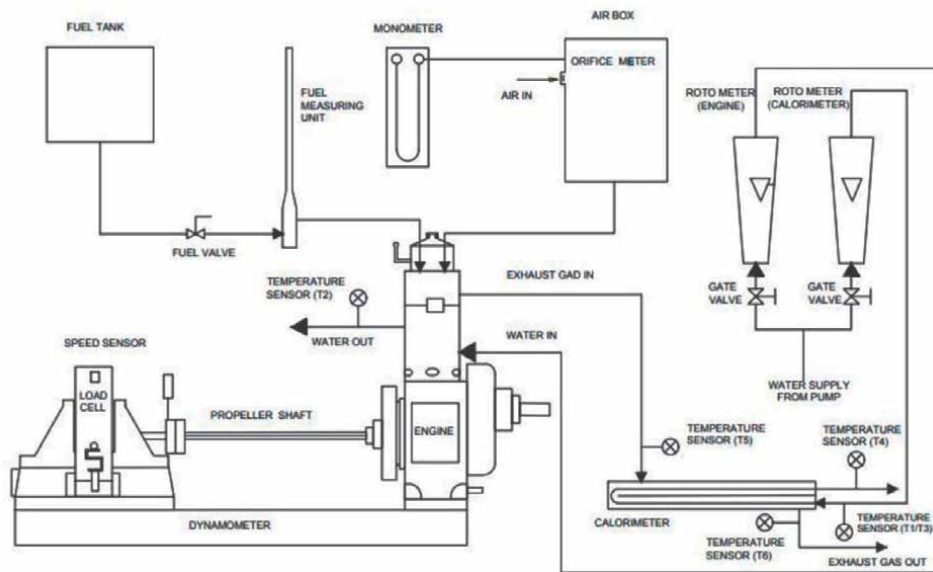 FUEL TANK
MONOMETER
AIR BOX
ORIFICE METER
AIR IN
FUEL
MEASURING
UNIT
ROTO METER
(ENGINE)
ROTO METER
(CALORIMETER)
FUEL VALVE
TEMPERATURE
SENSOR (T2)
EXHAUST GAD IN
GATE
VALVE
GATE
VALVE
WATER OUT
WATER IN
SPEED SENSOR
LOAD
CELL
PROPELLER SHAFT
ENGINE
WATER SUPPLY
FROM PUMP
TEMPERATURE
SENSOR (T5)
TEMPERATURE
SENSOR (T4)
DYNAMOMETER
CALORIMETER
TEMPERATURE
SENSOR (T6)
TEMPERATURE
SENSOR (T1/T3)
EXHAUST GAS OUT